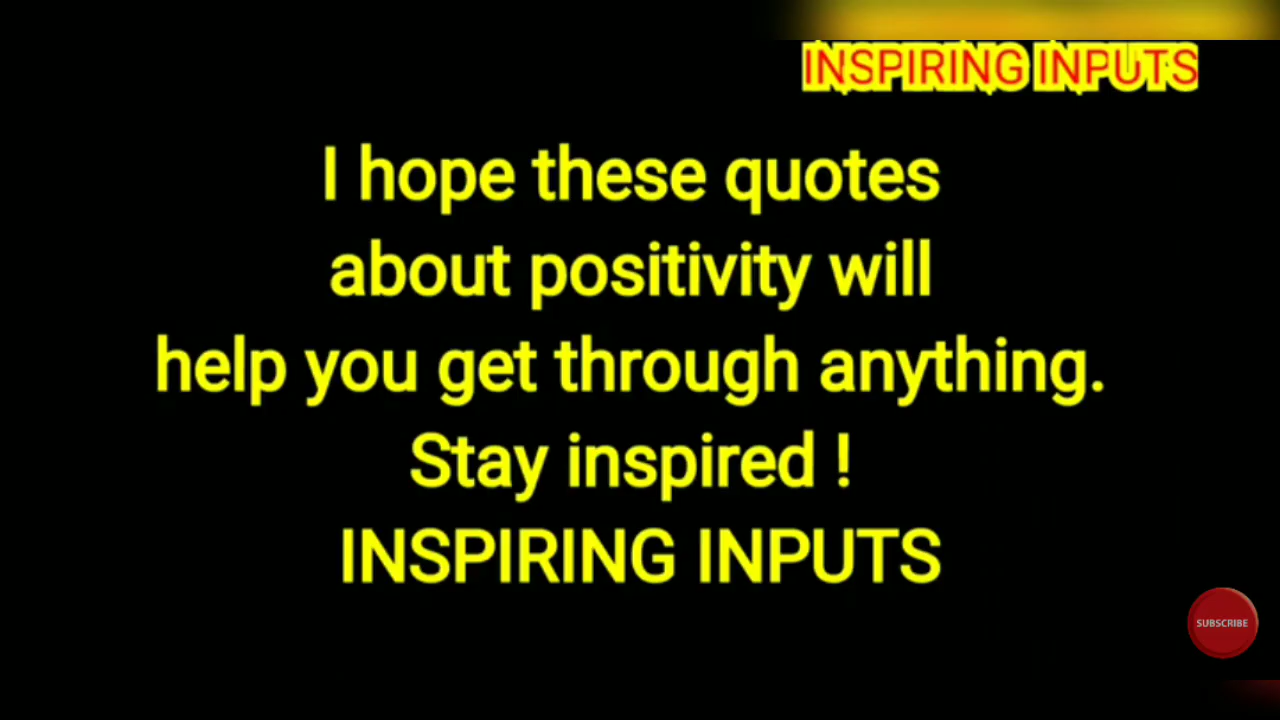 INSPIRING INPUTS
I hope these quotes
about positivity will
help you get through anything.
Stay inspired !
INSPIRING INPUTS
SUBSCRIBE